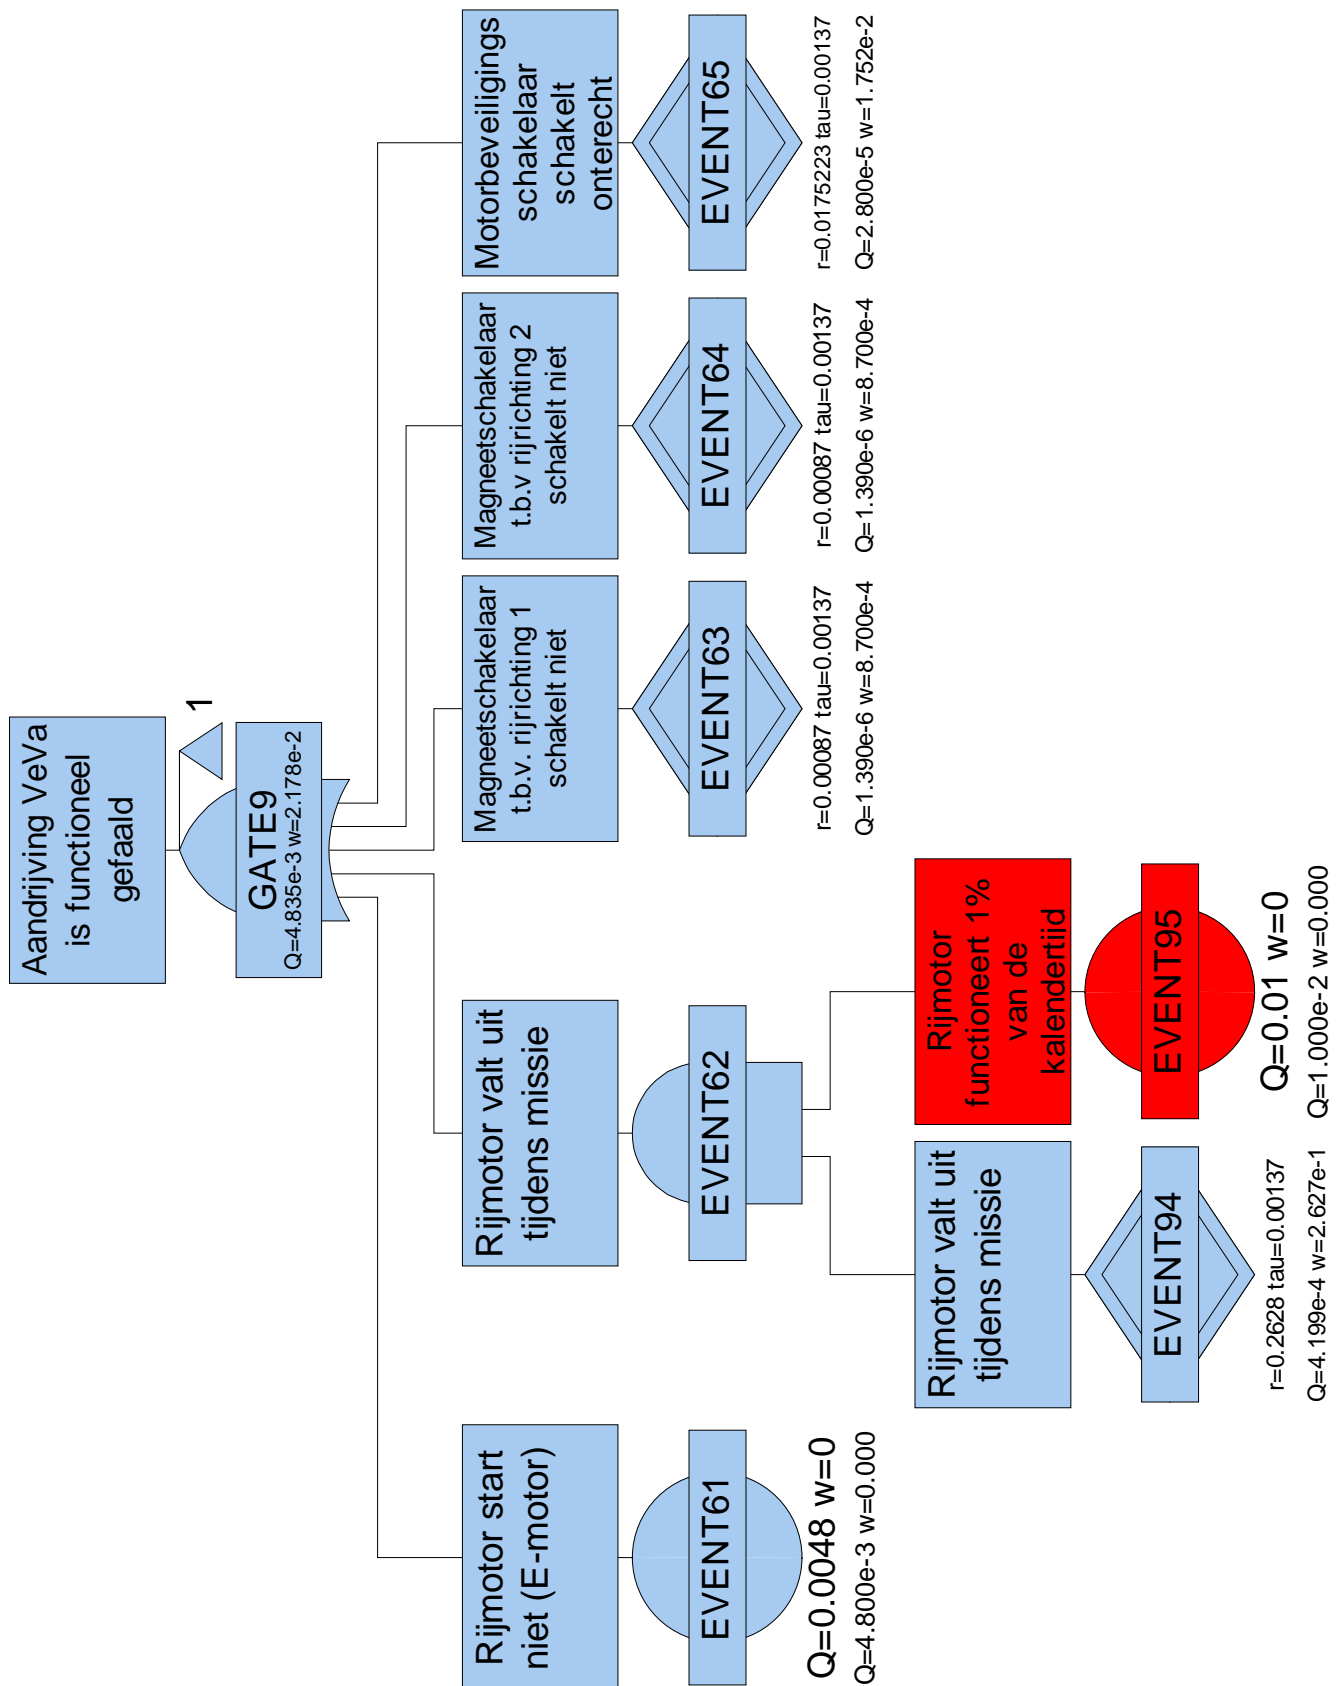 Aandrijving VeVa
is functioneel
gefaald
1
GATE9
Q=4.835e-3 w=2.178e-2
Rijmotor start
niet (E-motor)
EVENT61
Q=0.0048 w=0
Q=4.800e-3 w=0.000
Rijmotor valt uit
tijdens missie
EVENT62
Magneetschakelaar
t.b.v. rijrichting 1
schakelt niet
EVENT63
r=0.00087 tau=0.00137
Q=1.390e-6 w=8.700e-4
Magneetschakelaar
t.b.v rijrichting 2
schakelt niet
EVENT64
r=0.00087 tau=0.00137
Q=1.390e-6 w=8.700e-4
Motorbeveiligings
schakelaar
schakelt
onterecht
EVENT65
r=0.0175223 tau=0.00137
Q=2.800e-5 w=1.752e-2
Rijmotor valt uit
tijdens missie
EVENT94
r=0.2628 tau=0.00137
Q=4.199e-4 w=2.627e-1
Rijmotor
functioneert 1%
van de
kalendertijd
EVENT95
Q=0.01 w=0
Q=1.000e-2 w=0.000